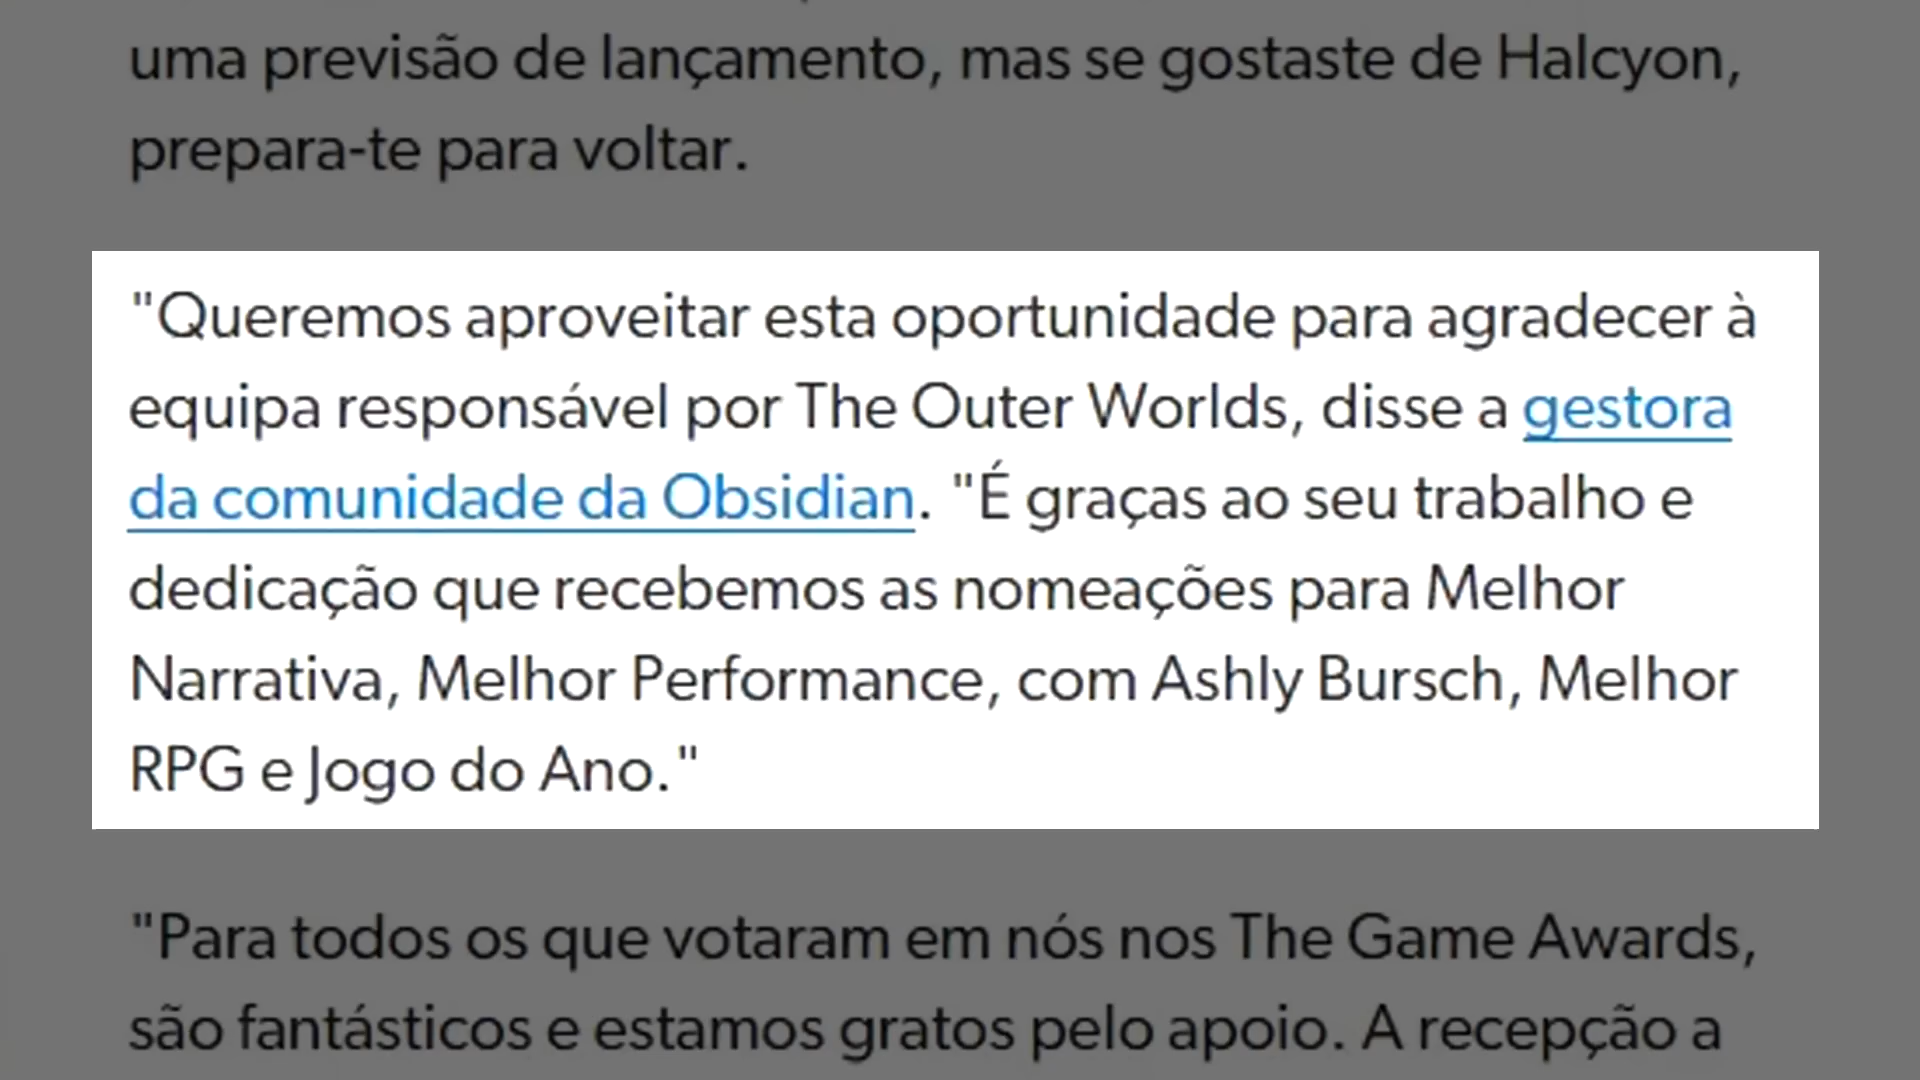 uma previsão de lançamento, mas se gostaste de Halcyon,
prepara-te para voltar.
"Queremos aproveitar esta oportunidade para agradecer à
equipa responsável por The Outer Worlds, disse a gestora
da comunidade da Obsidian. "É graças ao seu trabalho e
dedicação que recebemos as nomeações para Melhor
Narrativa, Melhor Performance, com Ashly Bursch, Melhor
RPG e Jogo do Ano."
"Para todos os que votaram em nós nos The Game Awards,
são fantásticos e estamos gratos pelo apoio. A recepção a